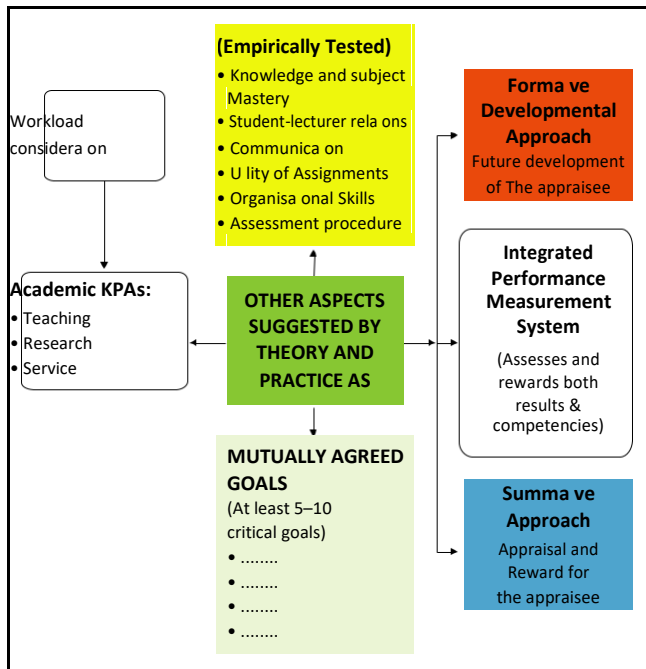 Workload
considera on
Academic KPAs:
• Teaching
• Research
• Service
(Empirically Tested)
• Knowledge and subject
Mastery
• Student-lecturer rela ons
• Communica on
• U lity of Assignments
• Organisa onal Skills
• Assessment procedure
OTHER ASPECTS
SUGGESTED BY
THEORY AND
PRACTICE AS
MUTUALLY AGREED
GOALS
(At least 5–10
critical goals)
• ........
• ........
• ........
• ........
Forma ve
Developmental
Approach
Future development
of The appraisee
Integrated
Performance
Measurement
System
(Assesses and
rewards both
results &
competencies)
Summa ve
Approach
Appraisal and
Reward for
the appraisee